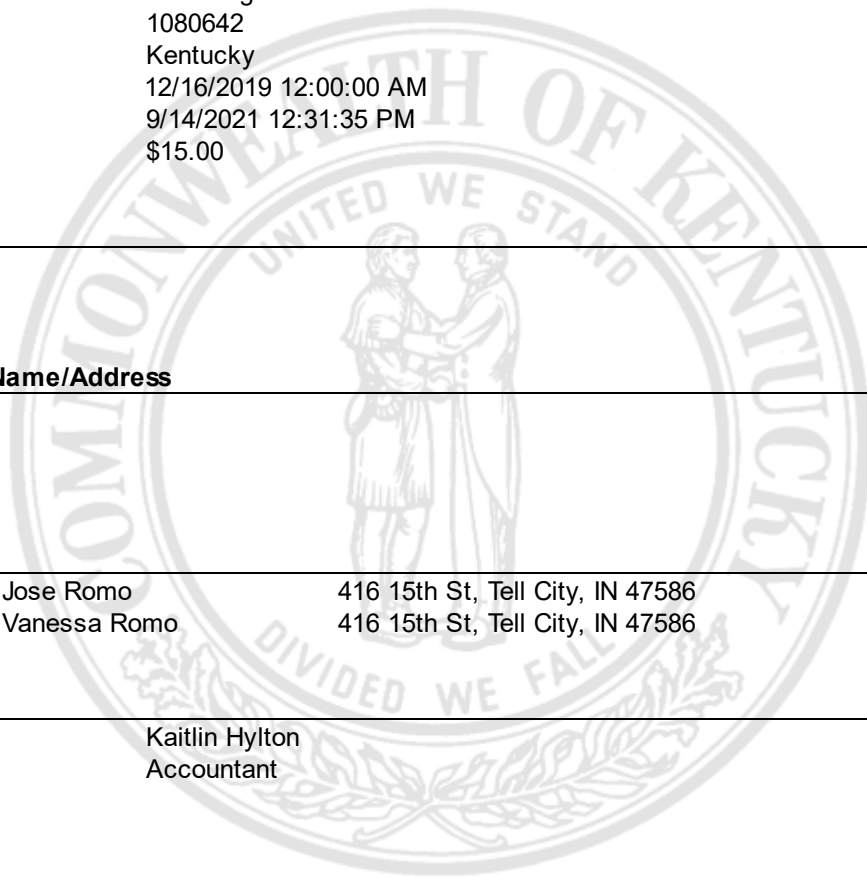 1080642
Kentucky
12/16/2019 12:00:00 AM
9/14/2021 12:31:35 PM
$15.00
COMMONWEALTH OF KENTUCKY
UNITED WE STAND
Name/Address
Jose Romo 416 15th St, Tell City, IN 47586
Vanessa Romo 416 15th St, Tell City, IN 47586
DIVIDED WE FALL
Kaitlin Hylton
Accountant